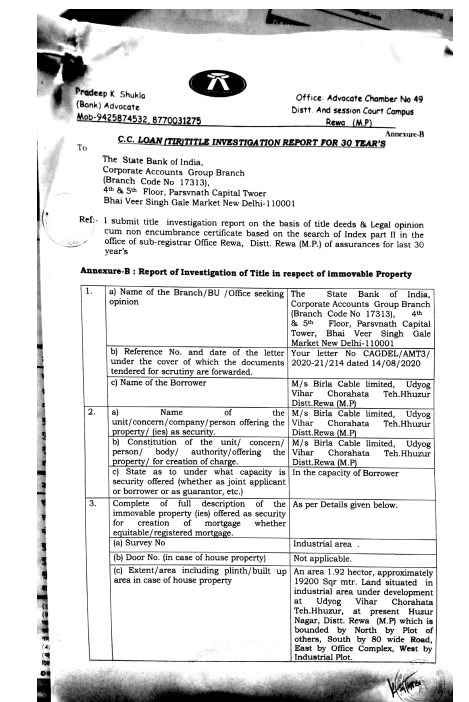 Pradeep K Shukla
(Bank) Advocate
Mob-9425874532, 8770031275
Office: Advocate Chamber No 49
Distt. And session Court Campus
Rewa (M.P)
Annexure-B
C.C. LOAN (TIR)TITLE INVESTIGATION REPORT FOR 30 YEAR'S
To
The State Bank of India,
Corporate Accounts Group Branch
(Branch Code No 17313),
4th & 5th Floor, Parsvnath Capital Twoer
Bhai Veer Singh Gale Market New Delhi-110001
Ref:- I submit title investigation report on the basis of title deeds & Legal opinion
cum non encumbrance certificate based on the search of Index part II in the
office of sub-registrar Office Rewa, Distt. Rewa (M.P.) of assurances for last 30
year's
Annexure-B : Report of Investigation of Title in respect of immovable Property
1.
a) Name of the Branch/BU /Office seeking
opinion
The State Bank of India,
Corporate Accounts Group Branch
(Branch Code No 17313), 4th
& 5th Floor, Parsvnath Capital
Tower, Bhai Veer Singh Gale
Market New Delhi-110001
b) Reference No. and date of the letter
under the cover of which the documents
tendered for scrutiny are forwarded.
Your letter No CAGDEL/AMT3/
2020-21/214 dated 14/08/2020
c) Name of the Borrower
M/s Birla Cable limited, Udyog
Vihar Chorahata Teh.Hhuzur
Distt.Rewa (M.P)
2.
a) Name of the
unit/concern/company/person offering the
property/ (ies) as security.
M/s Birla Cable limited, Udyog
Vihar Chorahata Teh.Hhuzur
Distt.Rewa (M.P)
b) Constitution of the unit/ concern/
person/ body/ authority/offering the
property/ for creation of charge.
M/s Birla Cable limited, Udyog
Vihar Chorahata Teh.Hhuzur
Distt.Rewa (M.P)
c) State as to under what capacity is
security offered (whether as joint applicant
or borrower or as guarantor, etc.)
In the capacity of Borrower
3.
Complete of full description of the
immovable property (ies) offered as security
for creation of mortgage whether
equitable/registered mortgage.
As per Details given below.
(a) Survey No
Industrial area .
(b) Door No. (in case of house property)
Not applicable.
(c) Extent/area including plinth/built up
area in case of house property
An area 1.92 hector, approximately
19200 Sqr mtr. Land situated in
industrial area under development
at Udyog Vihar Chorahata
Teh.Hhuzur, at present Huzur
Nagar, Distt. Rewa (M.P) which is
bounded by North by Plot of
others, South by 80 wide Road,
East by Office Complex, West by
Industrial Plot.